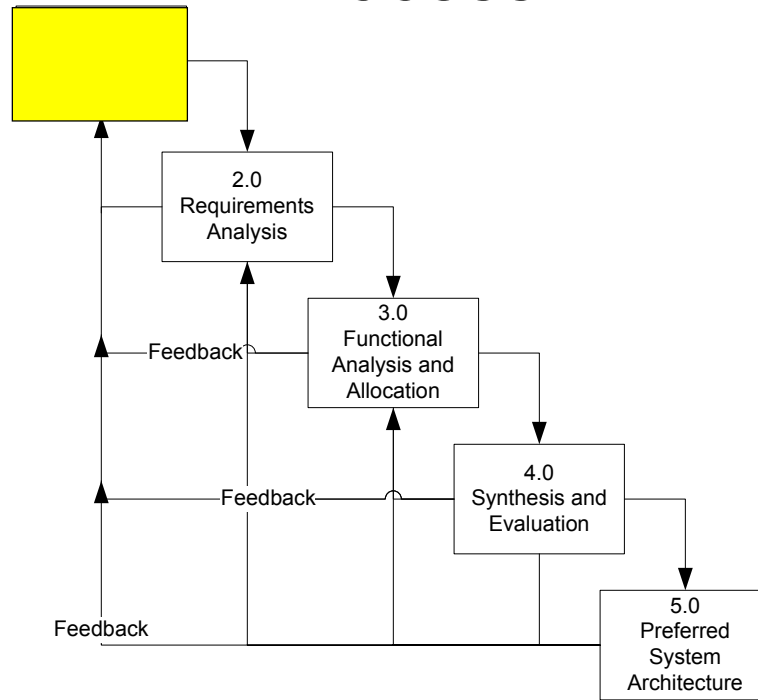 2.0
Requirements
Analysis
3.0
Functional
Analysis and
Allocation
Feedback
4.0
Synthesis and
Evaluation
Feedback
5.0
Preferred
System
Architecture
Feedback